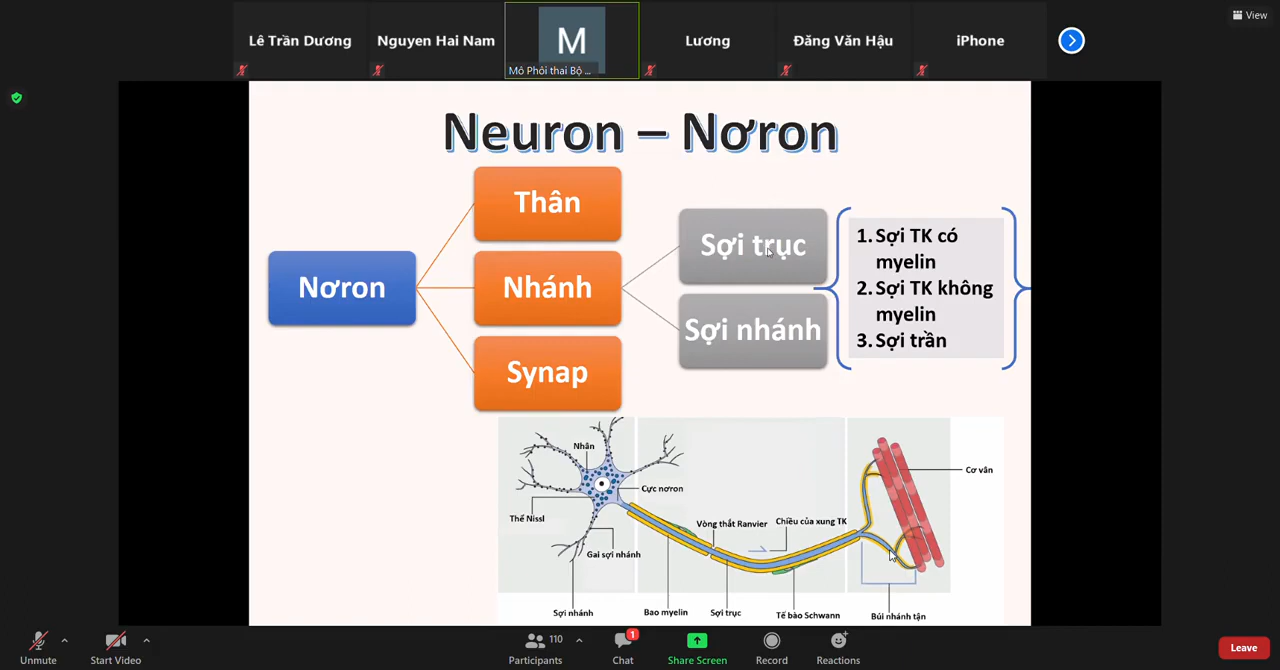 View
Lê Trần Dương
Nguyen Hai Nam
M
Mô Phôi thai Bộ ...
Lương
Đăng Văn Hậu
iPhone
Neuron – Nơron
Nơron
Thân
Nhánh
Synap
Sợi trục
Sợi nhánh
1. Sợi TK có
myelin
2. Sợi TK không
myelin
3. Sợi trần
Nhân
Cực nơron
Thể Nissl
Gai sợi nhánh
Sợi nhánh
Vòng thắt Ranvier
Chiều của xung TK
Cơ vân
Bao myelin
Sợi trục
Tế bào Schwann
Búi nhánh tận
Unmute
Start Video
110
Participants
1
Chat
Share Screen
Record
Reactions
Leave